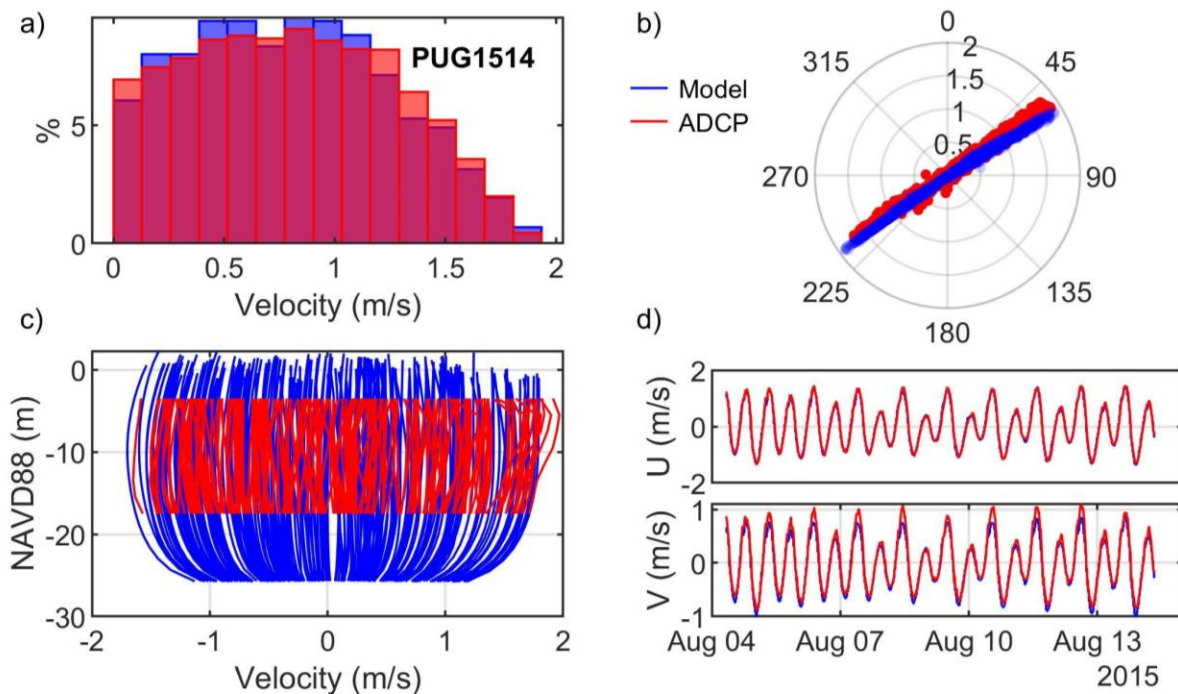 a)
PUG1514
%
5
0
0 0.5 1 1.5 2
Velocity (m/s)
b)
Model
ADCP
0
45
90
135
180
225
270
315
2
1.5
1
0.5
c)
NAVD88 (m)
0
-10
-20
-30
-2 -1 0 1 2
Velocity (m/s)
d)
U (m/s)
2
0
-2
V (m/s)
1
0
-1
Aug 04 Aug 07 Aug 10 Aug 13
2015